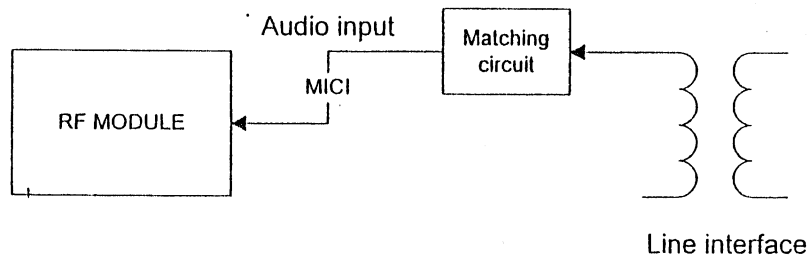 Audio input
Matching
circuit
MICI
RF MODULE
Line interface